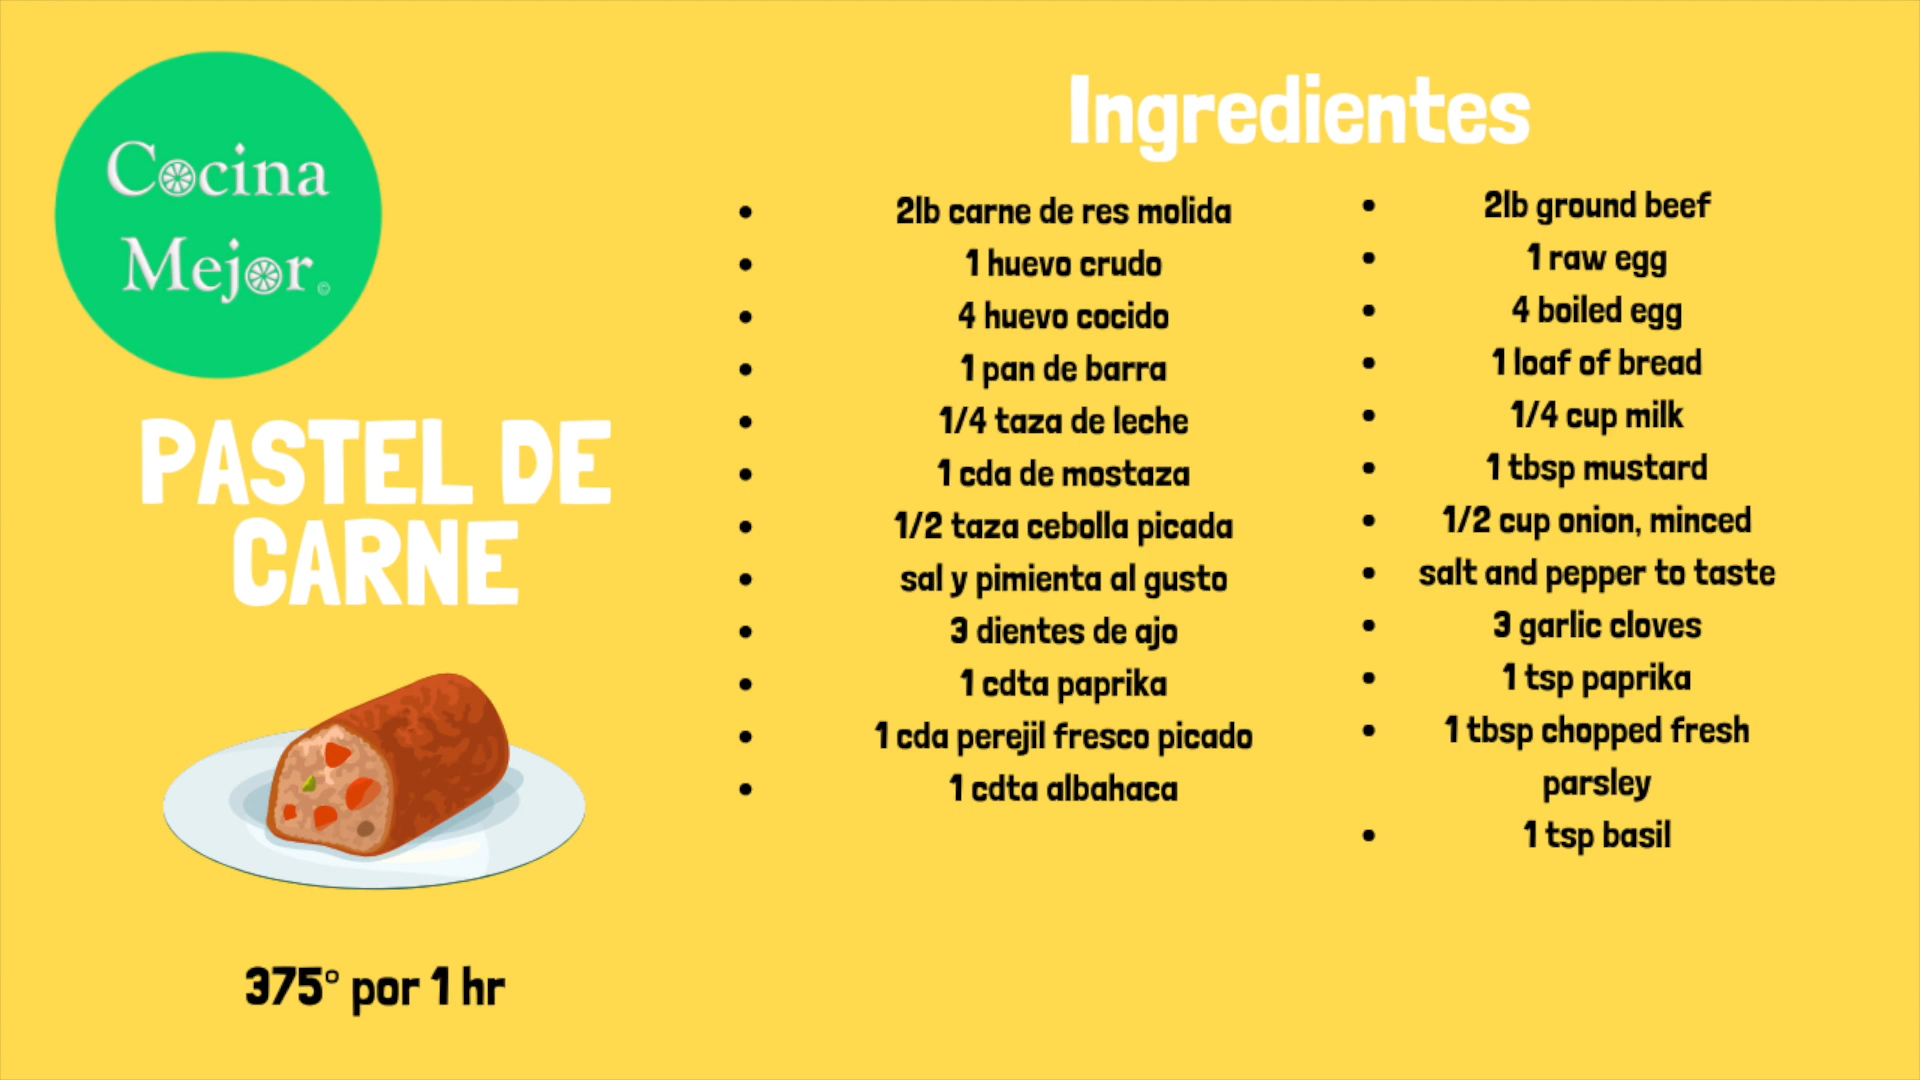 Cocina
Mejor©
PASTEL DE
CARNE
375° por 1 hr
Ingredientes
• 2lb carne de res molida
• 1 huevo crudo
• 4 huevo cocido
• 1 pan de barra
• 1/4 taza de leche
• 1 cda de mostaza
• 1/2 taza cebolla picada
• sal y pimienta al gusto
• 3 dientes de ajo
• 1 cdta paprika
• 1 cda perejil fresco picado
• 1 cdta albahaca
• 2lb ground beef
• 1 raw egg
• 4 boiled egg
• 1 loaf of bread
• 1/4 cup milk
• 1 tbsp mustard
• 1/2 cup onion, minced
• salt and pepper to taste
• 3 garlic cloves
• 1 tsp paprika
• 1 tbsp chopped fresh
parsley
• 1 tsp basil